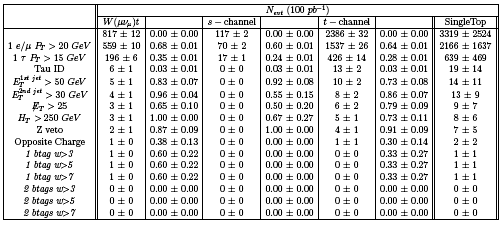 N_evt (100 pb^-1)
W(μν_μ)t s − channel t − channel SingleTop
817 ± 12 0.00 ± 0.00 117 ± 2 0.00 ± 0.00 2386 ± 32 0.00 ± 0.00 3319 ± 2524
1 e/μ P_T > 20 GeV 559 ± 10 0.68 ± 0.01 70 ± 2 0.60 ± 0.01 1537 ± 26 0.64 ± 0.01 2166 ± 1637
1 τ P_T > 15 GeV 196 ± 6 0.35 ± 0.01 17 ± 1 0.24 ± 0.01 426 ± 14 0.28 ± 0.01 639 ± 469
Tau ID 6 ± 1 0.03 ± 0.01 0 ± 0 0.03 ± 0.01 13 ± 2 0.03 ± 0.01 19 ± 14
E_T^1st jet > 50 GeV 5 ± 1 0.83 ± 0.07 0 ± 0 0.92 ± 0.08 10 ± 2 0.73 ± 0.08 14 ± 11
E_T^2nd jet > 30 GeV 4 ± 1 0.96 ± 0.04 0 ± 0 0.55 ± 0.15 8 ± 2 0.86 ± 0.07 13 ± 9
E̸_T > 25 3 ± 1 0.65 ± 0.10 0 ± 0 0.50 ± 0.20 6 ± 2 0.79 ± 0.09 9 ± 7
H_T > 250 GeV 3 ± 1 1.00 ± 0.00 0 ± 0 0.67 ± 0.27 5 ± 1 0.73 ± 0.11 8 ± 6
Z veto 2 ± 1 0.87 ± 0.09 0 ± 0 1.00 ± 0.00 4 ± 1 0.91 ± 0.09 7 ± 5
Opposite Charge 1 ± 0 0.38 ± 0.13 0 ± 0 0.00 ± 0.00 1 ± 1 0.30 ± 0.14 2 ± 2
1 btag w>3 1 ± 0 0.60 ± 0.22 0 ± 0 0.00 ± 0.00 0 ± 0 0.33 ± 0.27 1 ± 1
1 btag w>5 1 ± 0 0.60 ± 0.22 0 ± 0 0.00 ± 0.00 0 ± 0 0.33 ± 0.27 1 ± 1
1 btag w>7 1 ± 0 0.60 ± 0.22 0 ± 0 0.00 ± 0.00 0 ± 0 0.33 ± 0.27 1 ± 1
2 btags w>3 0 ± 0 0.00 ± 0.00 0 ± 0 0.00 ± 0.00 0 ± 0 0.00 ± 0.00 0 ± 0
2 btags w>5 0 ± 0 0.00 ± 0.00 0 ± 0 0.00 ± 0.00 0 ± 0 0.00 ± 0.00 0 ± 0
2 btags w>7 0 ± 0 0.00 ± 0.00 0 ± 0 0.00 ± 0.00 0 ± 0 0.00 ± 0.00 0 ± 0